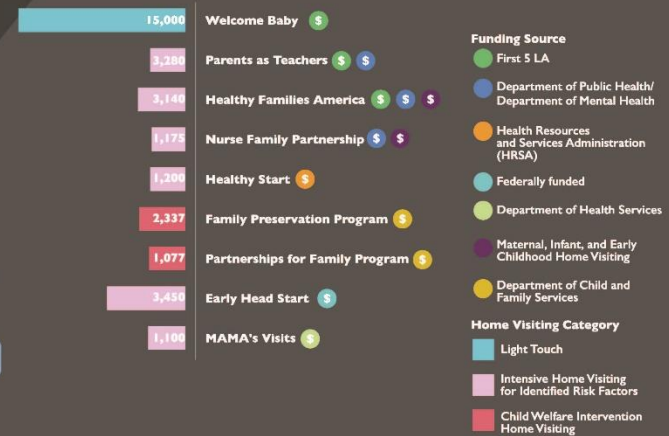 15,000 Welcome Baby $
3,280 Parents as Teachers $ $
3,140 Healthy Families America $ $ $
1,175 Nurse Family Partnership $ $
1,200 Healthy Start $
2,337 Family Preservation Program $
1,077 Partnerships for Family Program $
3,450 Early Head Start $
1,100 MAMA's Visits $
Funding Source
First 5 LA
Department of Public Health/
Department of Mental Health
Health Resources
and Services Administration
(HRSA)
Federally funded
Department of Health Services
Maternal, Infant, and Early
Childhood Home Visiting
Department of Child and
Family Services
Home Visiting Category
Light Touch
Intensive Home Visiting
for Identified Risk Factors
Child Welfare Intervention
Home Visiting